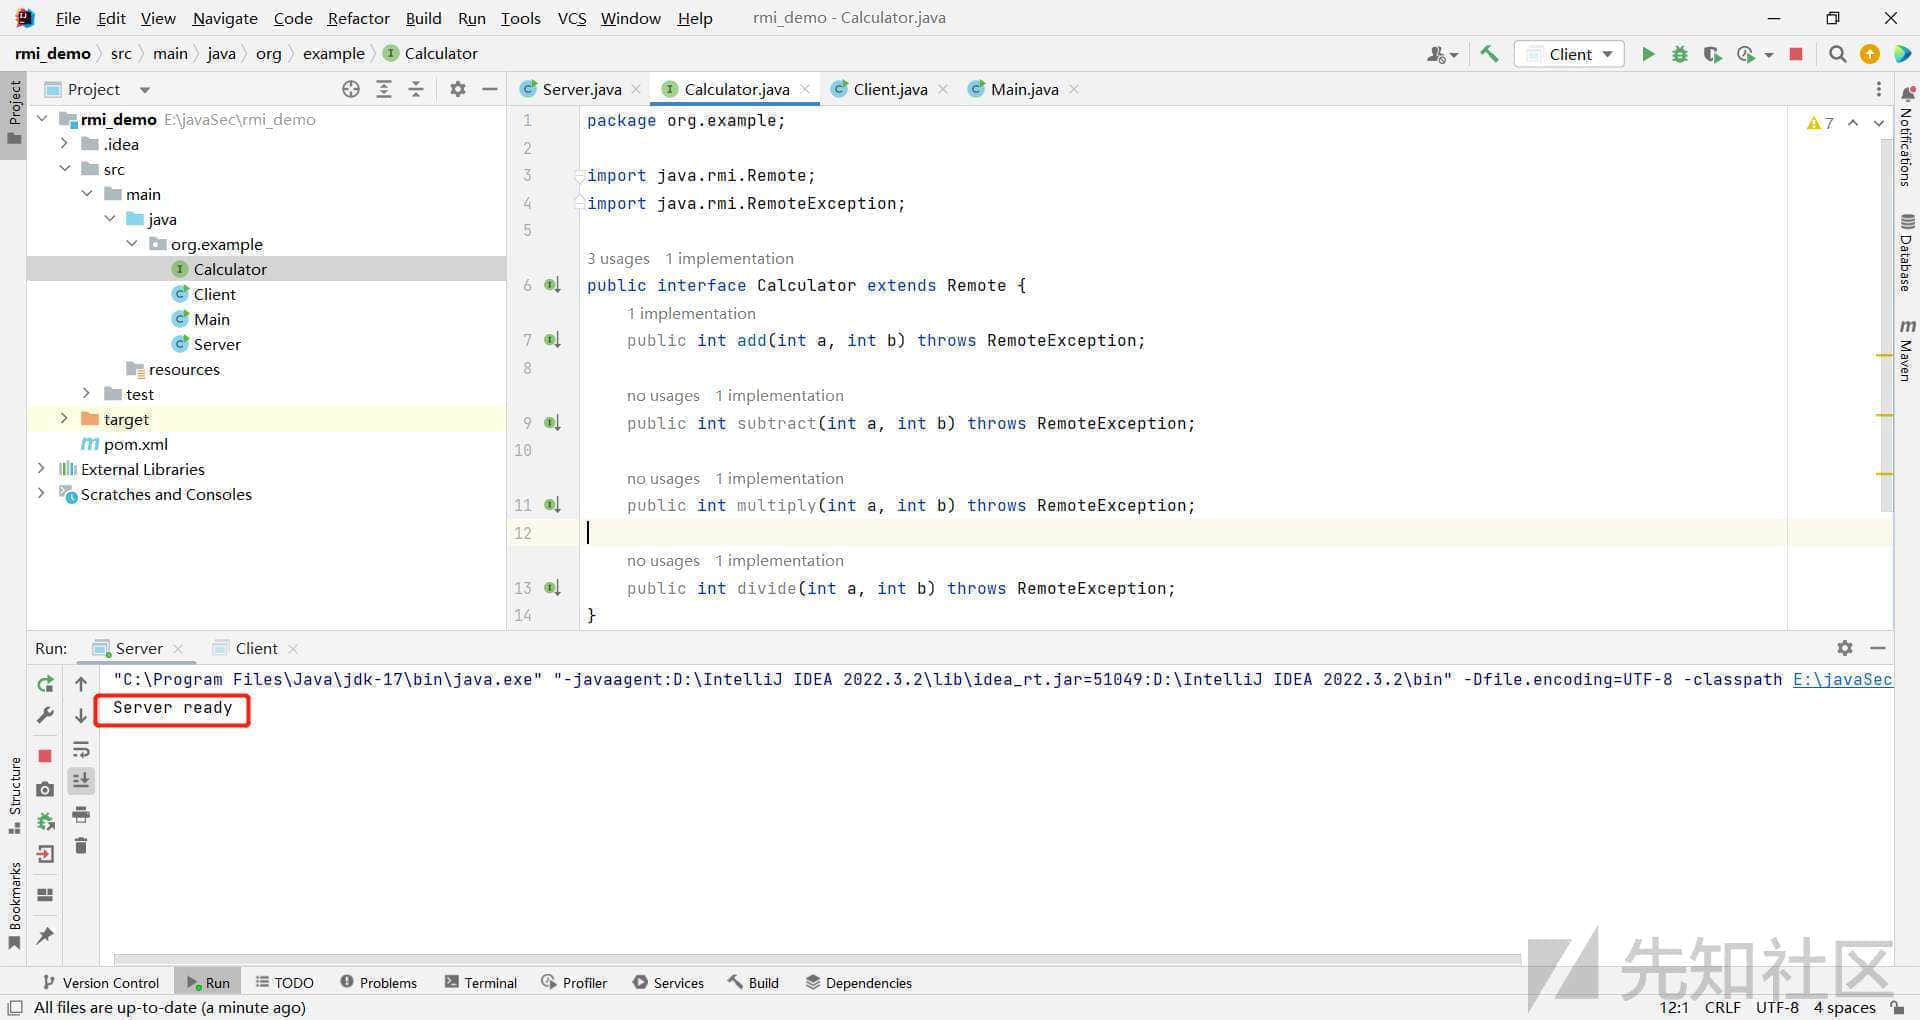 File Edit View Navigate Code Refactor Build Run Tools VCS Window Help rmi_demo - Calculator.java
rmi_demo src main java org example Calculator
Client
Project
Project
rmi_demo E:\javaSec\rmi_demo
.idea
src
main
java
org.example
Calculator
Client
Main
Server
resources
test
target
pom.xml
External Libraries
Scratches and Consoles
Server.java Calculator.java Client.java Main.java
7
1 package org.example;
2
3 import java.rmi.Remote;
4 import java.rmi.RemoteException;
5
3 usages 1 implementation
6 public interface Calculator extends Remote {
1 implementation
7 public int add(int a, int b) throws RemoteException;
8
no usages 1 implementation
9 public int subtract(int a, int b) throws RemoteException;
10
no usages 1 implementation
11 public int multiply(int a, int b) throws RemoteException;
12
no usages 1 implementation
13 public int divide(int a, int b) throws RemoteException;
14 }
Notifications
Database
Maven
Run: Server Client
"C:\Program Files\Java\jdk-17\bin\java.exe" "-javaagent:D:\IntelliJ IDEA 2022.3.2\lib\idea_rt.jar=51049:D:\IntelliJ IDEA 2022.3.2\bin" -Dfile.encoding=UTF-8 -classpath E:\javaSec
Server ready
Structure
Bookmarks
Version Control Run TODO Problems Terminal Profiler Services Build Dependencies
All files are up-to-date (a minute ago)
12:1 CRLF UTF-8 4 spaces
先知社区